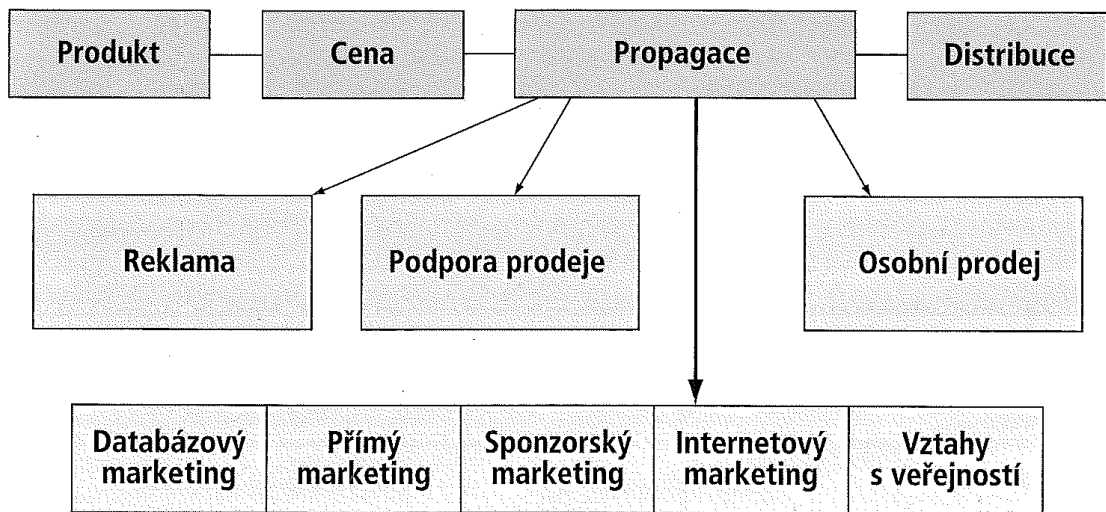 Produkt
Cena
Propagace
Distribuce
Reklama
Podpora prodeje
Osobní prodej
Databázový
marketing
Přímý
marketing
Sponzorský
marketing
Internetový
marketing
Vztahy
s veřejností